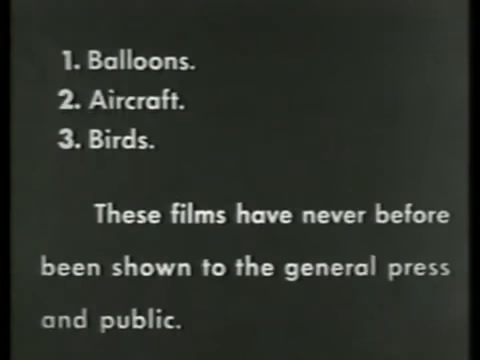 1. Balloons.
2. Aircraft.
3. Birds.
These films have never before
been shown to the general press
and public.